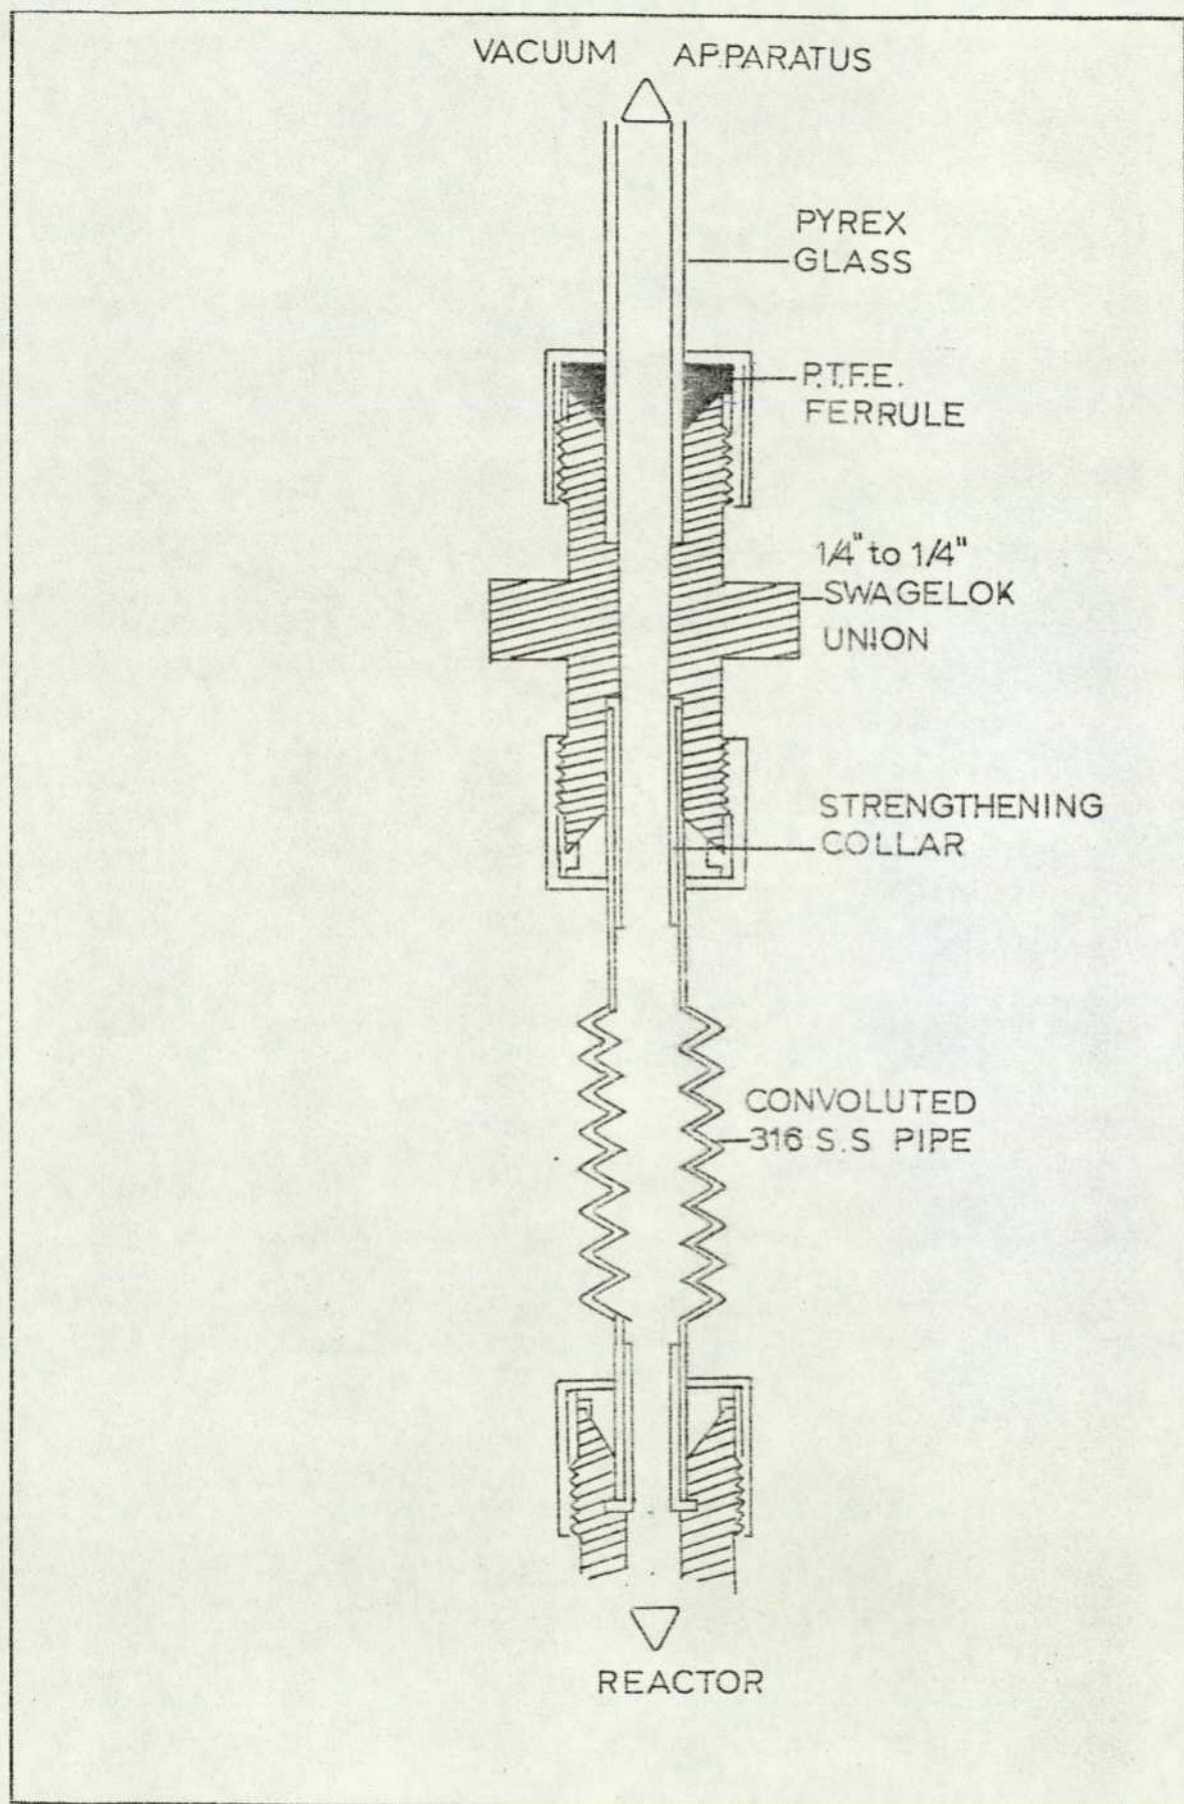 VACUUM APPARATUS
PYREX
GLASS
P.T.F.E.
FERRULE
1/4" to 1/4"
SWAGELOK
UNION
STRENGTHENING
COLLAR
CONVOLUTED
316 S.S PIPE
REACTOR